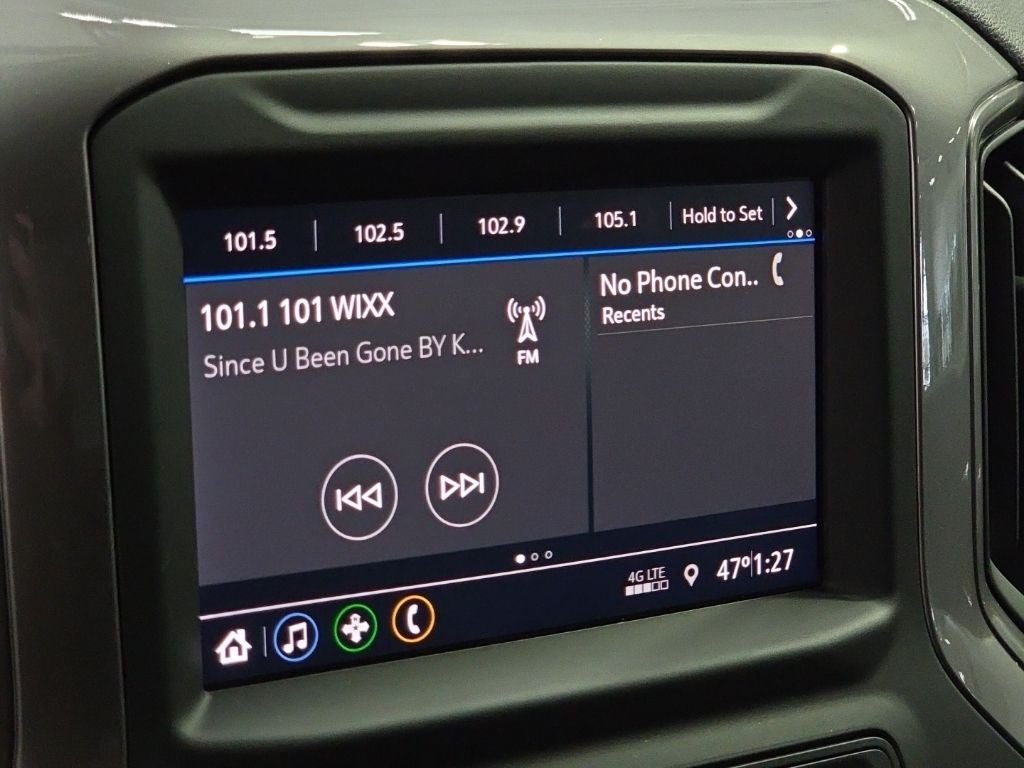 101.5 102.5 102.9 105.1 Hold to Set
101.1 101 WIXX
Since U Been Gone BY K...
FM
No Phone Con..
Recents
4G LTE
47° 1:27